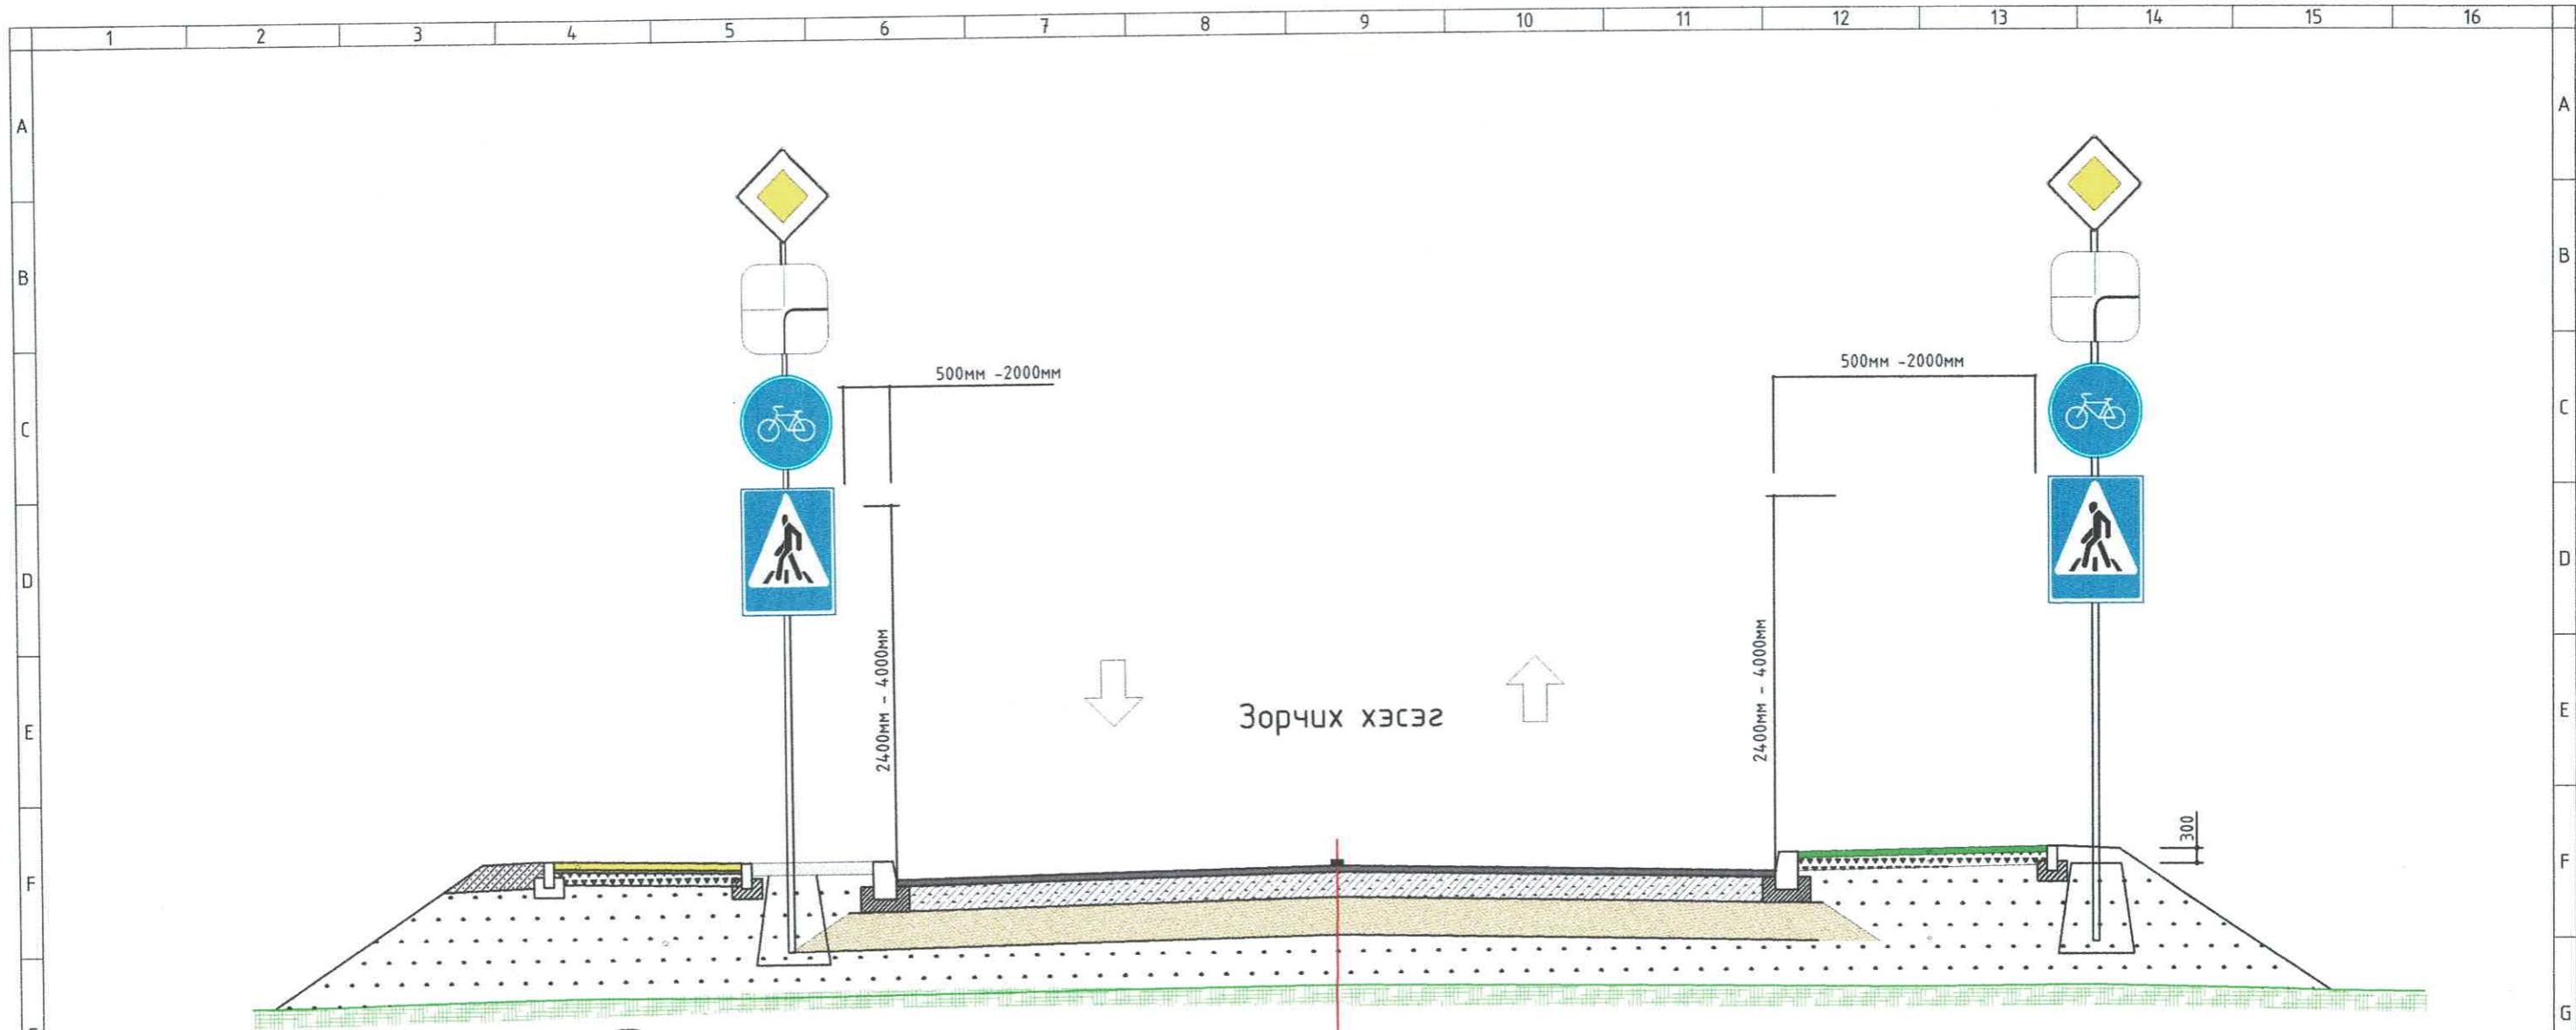 1 2 3 4 5 6 7 8 9 10 11 12 13 14 15 16
A A
B B
500мм -2000мм 500мм -2000мм
C C
D D
2400мм - 4000мм 2400мм - 4000мм
Зорчих хэсэг
E E
300
F F
G